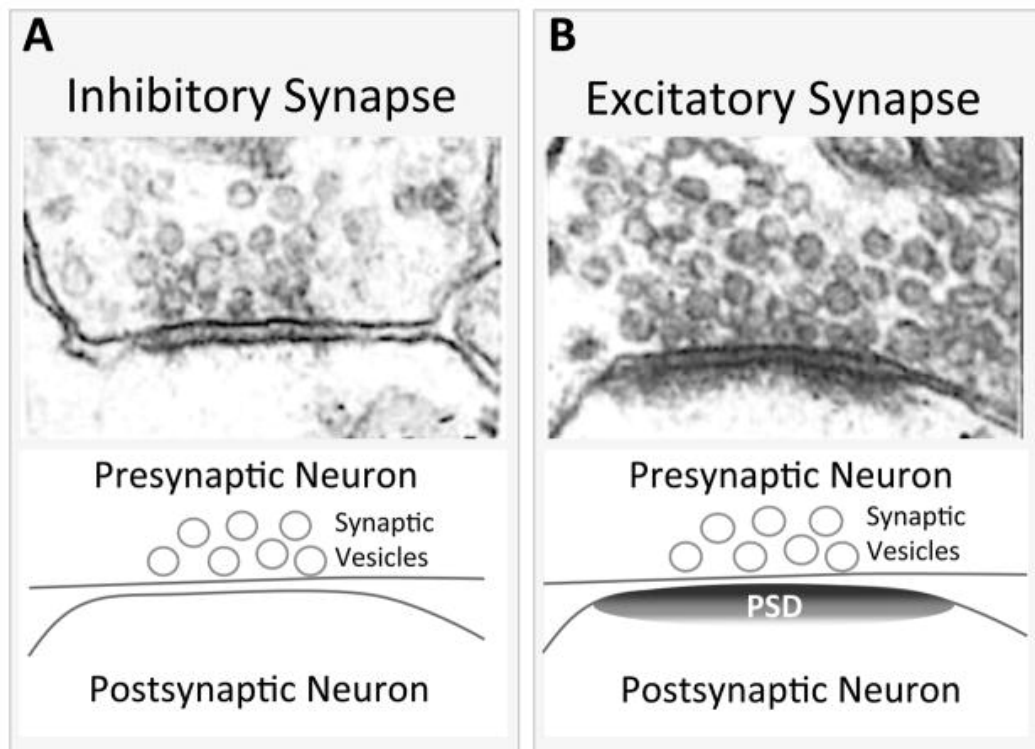 A
Inhibitory Synapse
Presynaptic Neuron
Synaptic
Vesicles
Postsynaptic Neuron
B
Excitatory Synapse
Presynaptic Neuron
Synaptic
Vesicles
PSD
Postsynaptic Neuron